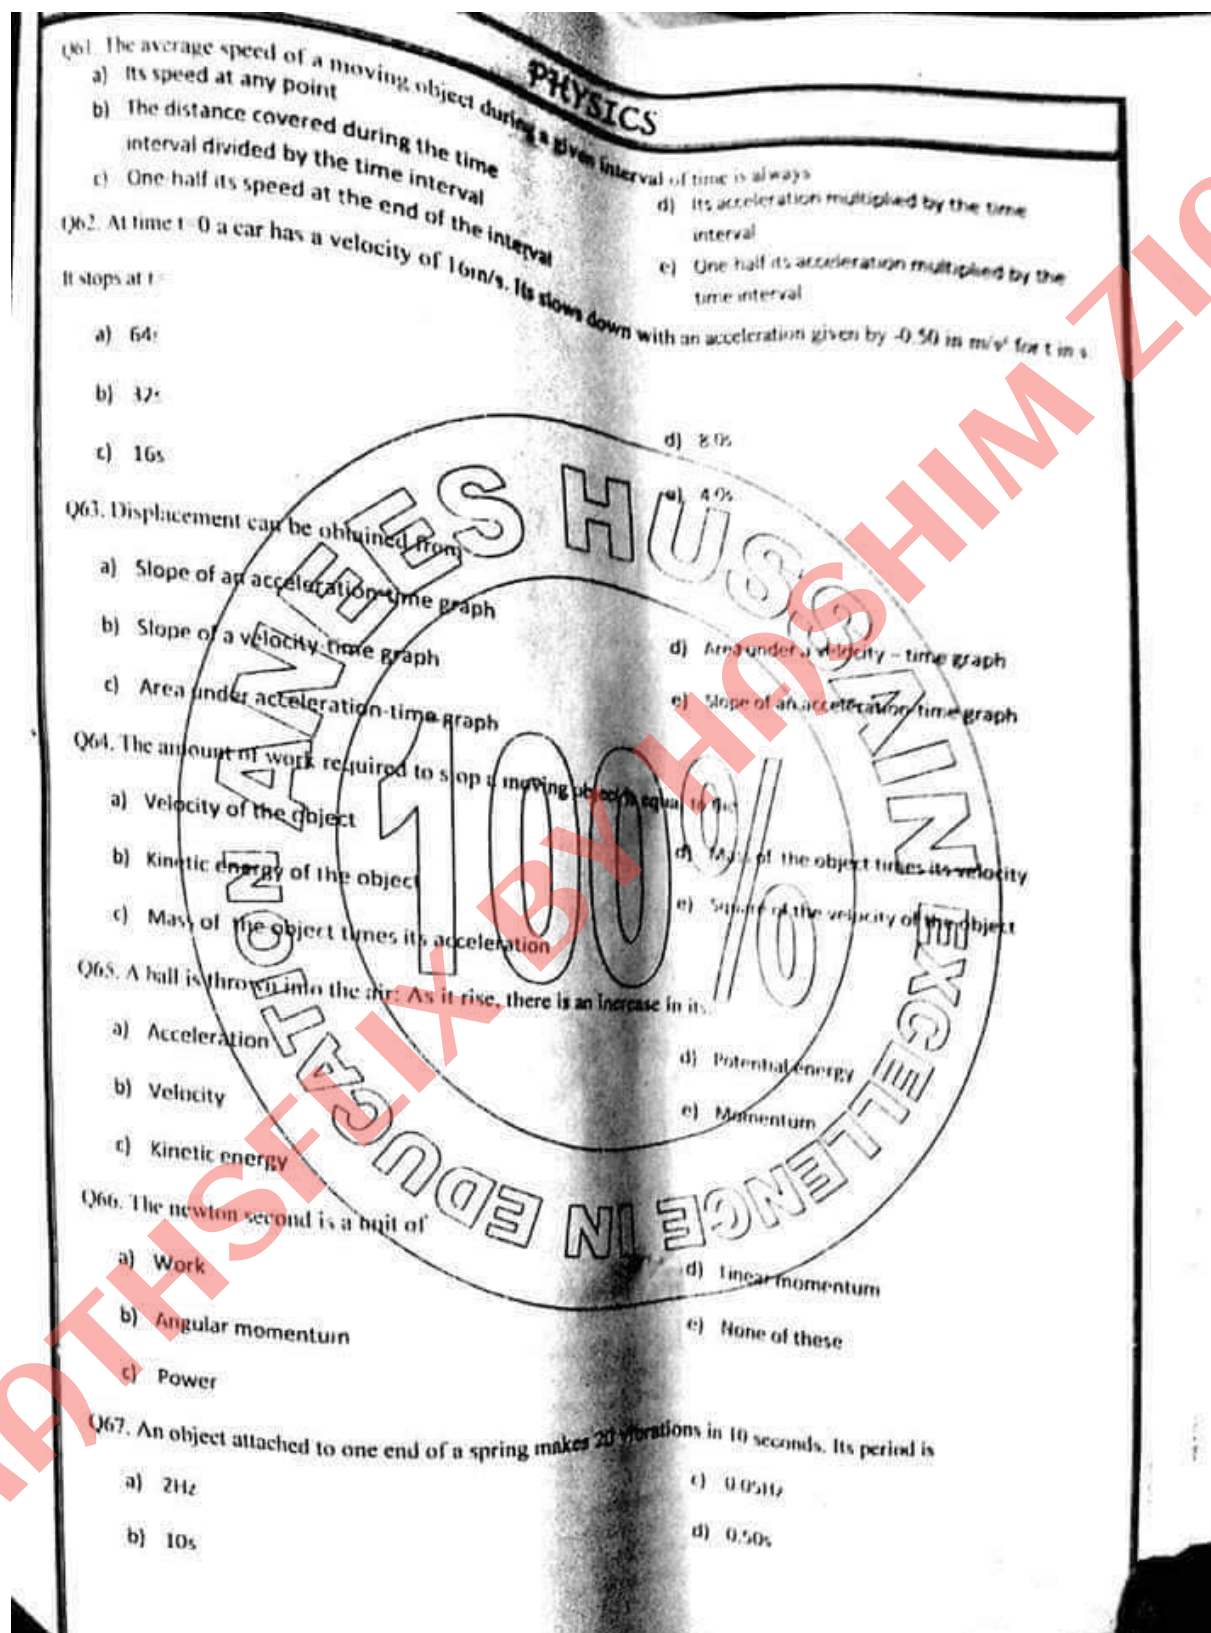 PHYSICS
Q61. The average speed of a moving object during a given interval of time is always
a) Its speed at any point
b) The distance covered during the time
interval divided by the time interval
c) One half its speed at the end of the interval
d) Its acceleration multiplied by the time
interval
e) One half its acceleration multiplied by the
time interval
Q62. At time t=0 a car has a velocity of 16m/s. Its slows down with an acceleration given by -0.50 in m/s² for t in s
It stops at t =
a) 64s
b) 32s
c) 16s
d) 8.0s
e) 4.0s
Q63. Displacement can be obtained from
a) Slope of an acceleration-time graph
b) Slope of a velocity-time graph
c) Area under acceleration-time graph
d) Area under a velocity – time graph
e) Slope of an acceleration time graph
Q64. The amount of work required to stop a moving object is equal to the
a) Velocity of the object
b) Kinetic energy of the object
c) Mass of the object times its acceleration
d) Mass of the object times its velocity
e) Square of the velocity of the object
Q65. A ball is thrown into the air: As it rise, there is an increase in its
a) Acceleration
b) Velocity
c) Kinetic energy
d) Potential energy
e) Momentum
Q66. The newton second is a unit of
a) Work
b) Angular momentum
c) Power
d) Linear momentum
e) None of these
Q67. An object attached to one end of a spring makes 20 vibrations in 10 seconds. Its period is
a) 2Hz
b) 10s
c) 0.05Hz
d) 0.50s
ANEES HUSSAIN
100%
EDUCATION
IN
EXCELLENCE
MATHSFLIX BY HASHIM